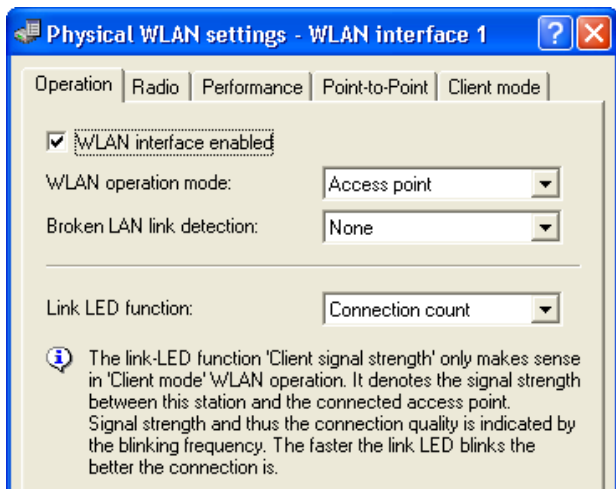 Physical WLAN settings - WLAN interface 1
Operation Radio Performance Point-to-Point Client mode
WLAN interface enabled
WLAN operation mode: Access point
Broken LAN link detection: None
Link LED function: Connection count
The link-LED function 'Client signal strength' only makes sense
in 'Client mode' WLAN operation. It denotes the signal strength
between this station and the connected access point.
Signal strength and thus the connection quality is indicated by
the blinking frequency. The faster the link LED blinks the
better the connection is.